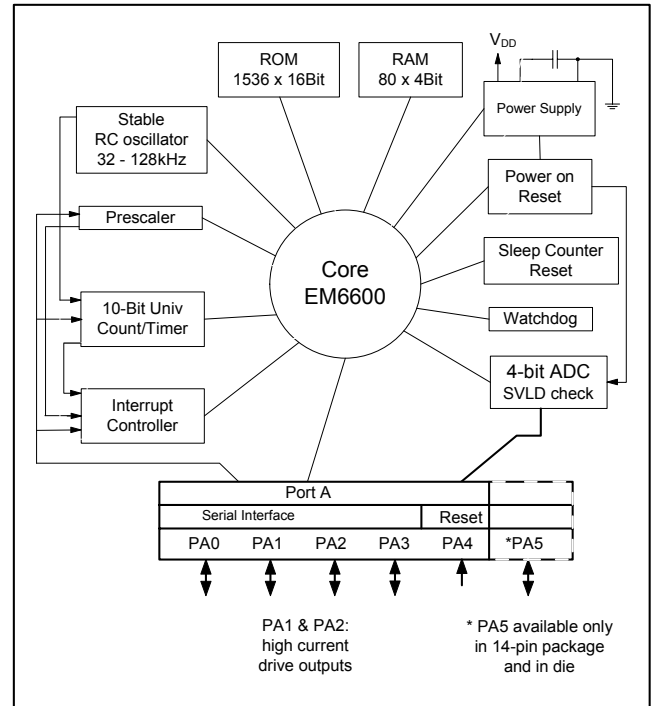 ROM
1536 x 16Bit
RAM
80 x 4Bit
VDD
Power Supply
Stable
RC oscillator
32 - 128kHz
Power on
Reset
Prescaler
Core
EM6600
Sleep Counter
Reset
10-Bit Univ
Count/Timer
Watchdog
4-bit ADC
SVLD check
Interrupt
Controller
Port A
Serial Interface
Reset
PA0 PA1 PA2 PA3 PA4 *PA5
PA1 & PA2:
high current
drive outputs
* PA5 available only
in 14-pin package
and in die